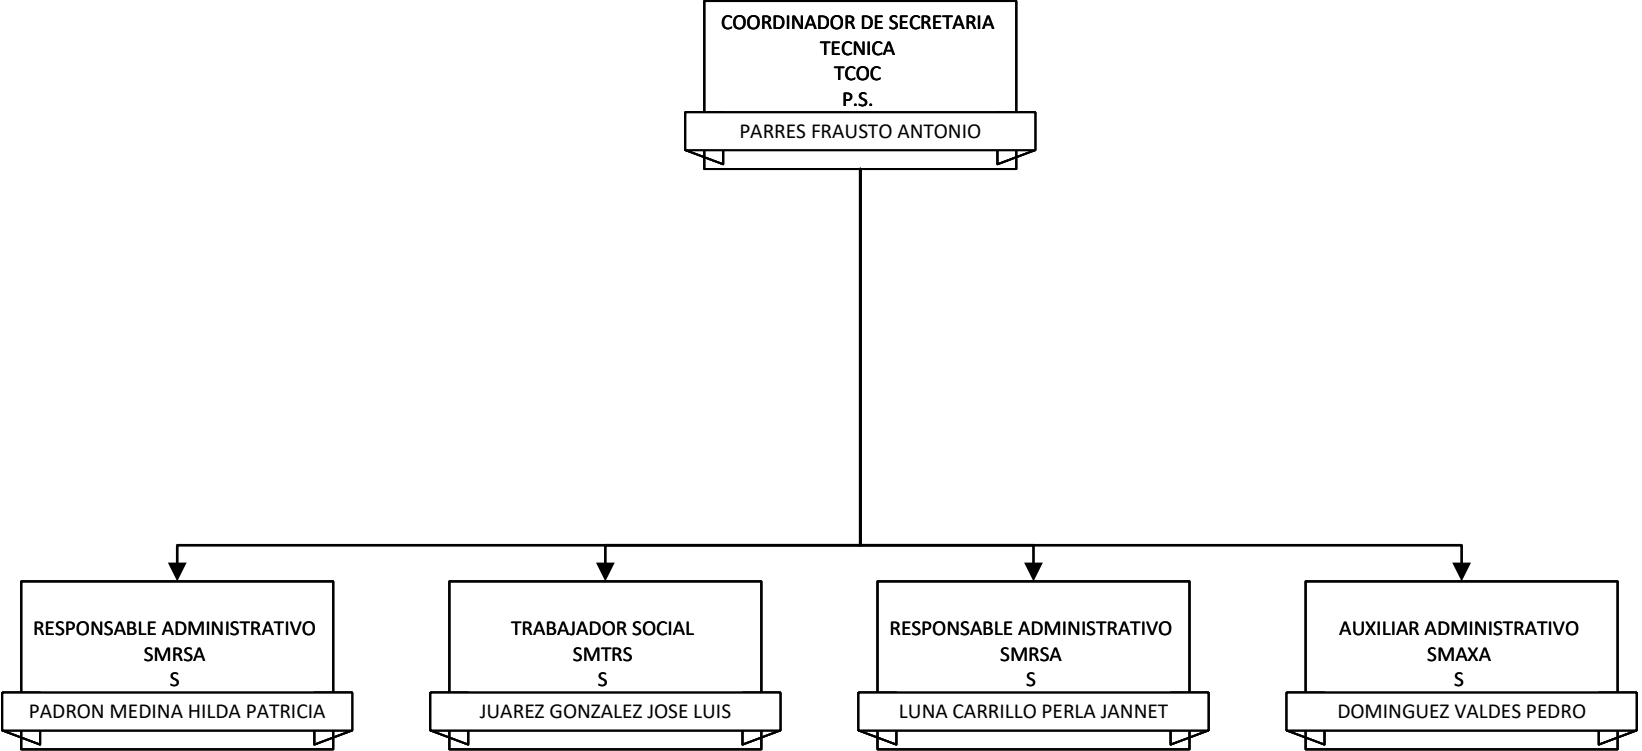 COORDINADOR DE SECRETARIA
TECNICA
TCOC
P.S.
PARRES FRAUSTO ANTONIO
RESPONSABLE ADMINISTRATIVO
SMRSA
S
PADRON MEDINA HILDA PATRICIA
TRABAJADOR SOCIAL
SMTRS
S
JUAREZ GONZALEZ JOSE LUIS
RESPONSABLE ADMINISTRATIVO
SMRSA
S
LUNA CARRILLO PERLA JANNET
AUXILIAR ADMINISTRATIVO
SMAXA
S
DOMINGUEZ VALDES PEDRO